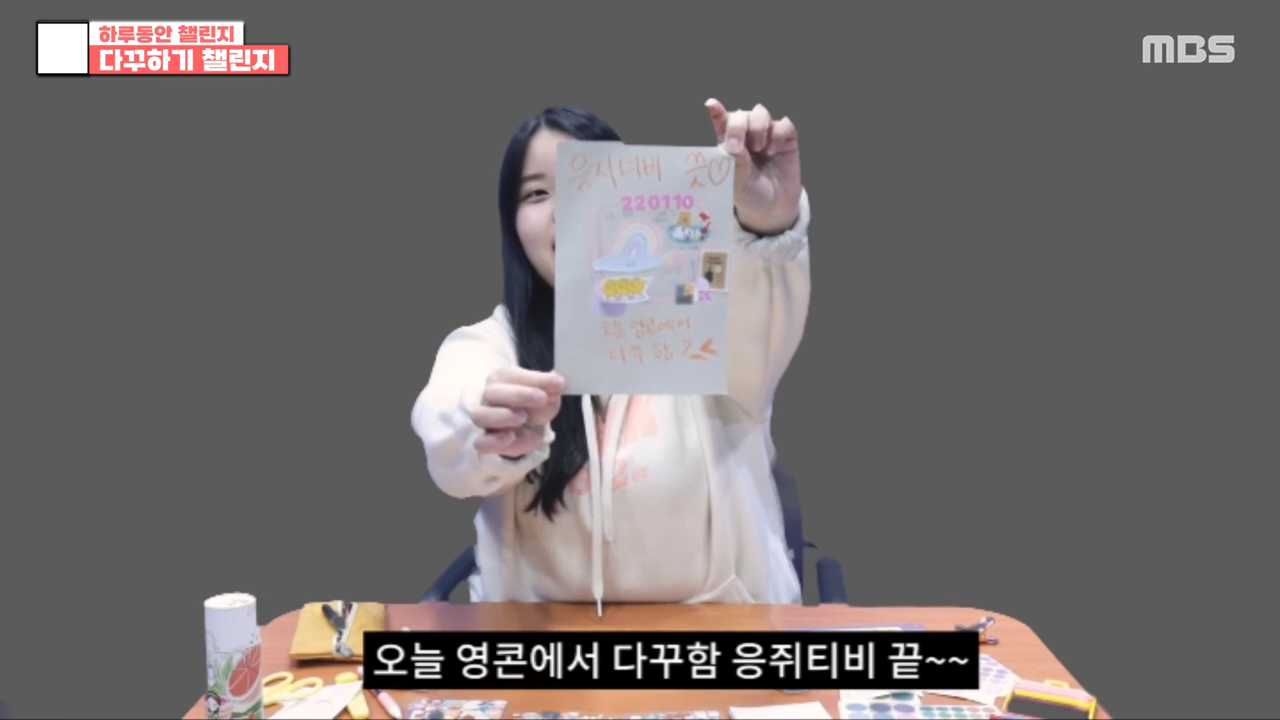 하루동안 챌린지
다꾸하기 챌린지
MBS
응지티비 끗♡
220110
오늘 영콘에서
다꾸함
오늘 영콘에서 다꾸함 응쥐티비 끝~~